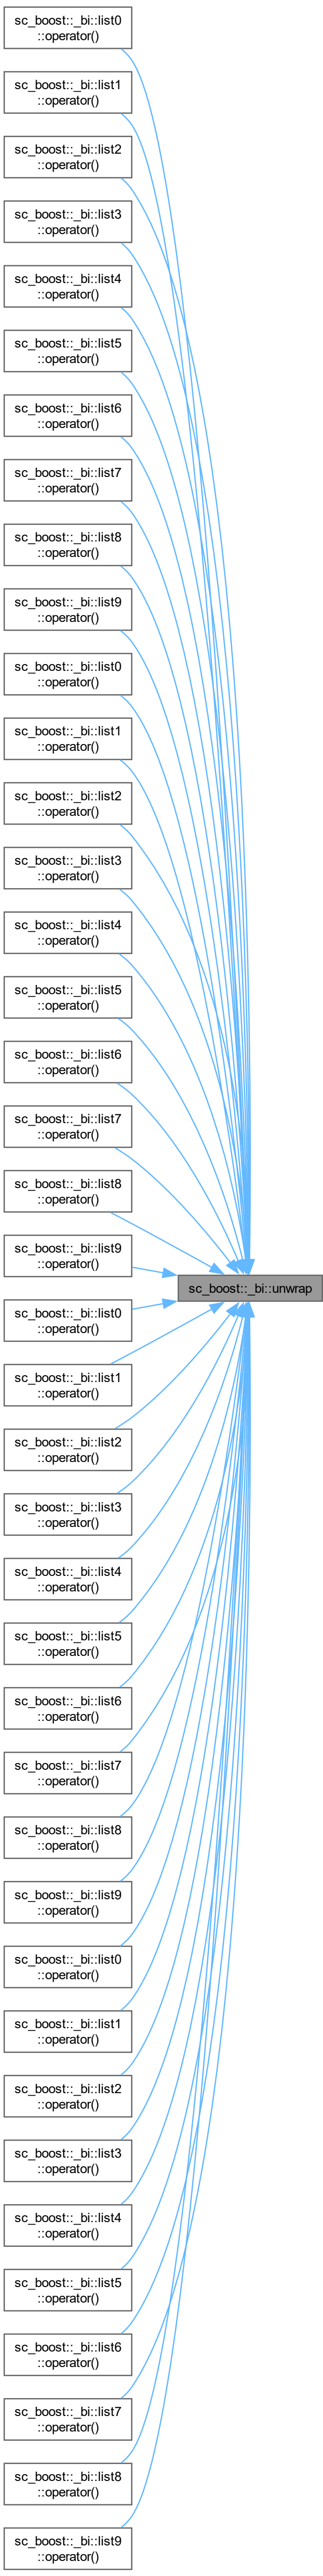 sc_boost::_bi::list0
::operator()
sc_boost::_bi::list1
::operator()
sc_boost::_bi::list2
::operator()
sc_boost::_bi::list3
::operator()
sc_boost::_bi::list4
::operator()
sc_boost::_bi::list5
::operator()
sc_boost::_bi::list6
::operator()
sc_boost::_bi::list7
::operator()
sc_boost::_bi::list8
::operator()
sc_boost::_bi::list9
::operator()
sc_boost::_bi::list0
::operator()
sc_boost::_bi::list1
::operator()
sc_boost::_bi::list2
::operator()
sc_boost::_bi::list3
::operator()
sc_boost::_bi::list4
::operator()
sc_boost::_bi::list5
::operator()
sc_boost::_bi::list6
::operator()
sc_boost::_bi::list7
::operator()
sc_boost::_bi::list8
::operator()
sc_boost::_bi::list9
::operator()
sc_boost::_bi::unwrap
sc_boost::_bi::list0
::operator()
sc_boost::_bi::list1
::operator()
sc_boost::_bi::list2
::operator()
sc_boost::_bi::list3
::operator()
sc_boost::_bi::list4
::operator()
sc_boost::_bi::list5
::operator()
sc_boost::_bi::list6
::operator()
sc_boost::_bi::list7
::operator()
sc_boost::_bi::list8
::operator()
sc_boost::_bi::list9
::operator()
sc_boost::_bi::list0
::operator()
sc_boost::_bi::list1
::operator()
sc_boost::_bi::list2
::operator()
sc_boost::_bi::list3
::operator()
sc_boost::_bi::list4
::operator()
sc_boost::_bi::list5
::operator()
sc_boost::_bi::list6
::operator()
sc_boost::_bi::list7
::operator()
sc_boost::_bi::list8
::operator()
sc_boost::_bi::list9
::operator()